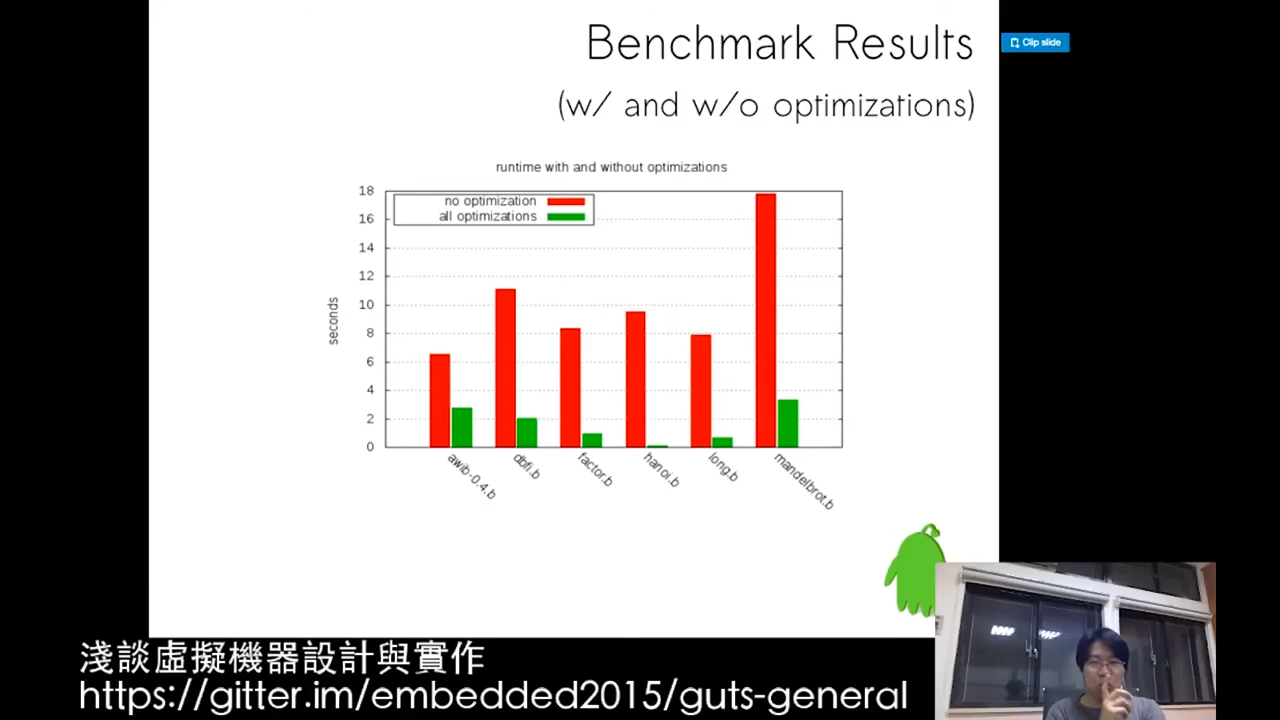 Benchmark Results
Clip slide
(w/ and w/o optimizations)
runtime with and without optimizations
18
16
14
12
10
8
6
4
2
0
seconds
no optimization
all optimizations
awib-0.4.b
dbfi.b
factor.b
hanoi.b
long.b
mandelbrot.b
淺談虛擬機器設計與實作
https://gitter.im/embedded2015/guts-general